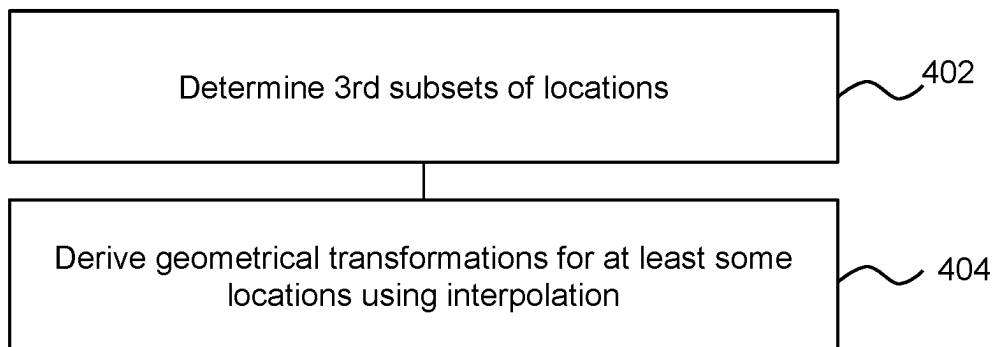 Determine 3rd subsets of locations
402
Derive geometrical transformations for at least some
locations using interpolation
404